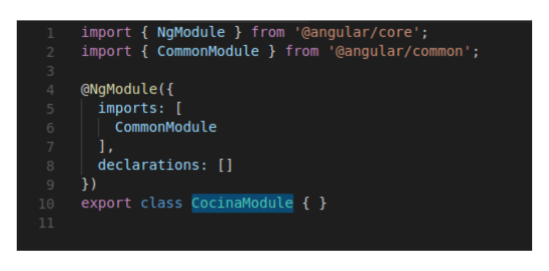 1 import { NgModule } from '@angular/core';
2 import { CommonModule } from '@angular/common';
3
4 @NgModule({
5 imports: [
6 CommonModule
7 ],
8 declarations: []
9 })
10 export class CocinaModule { }
11